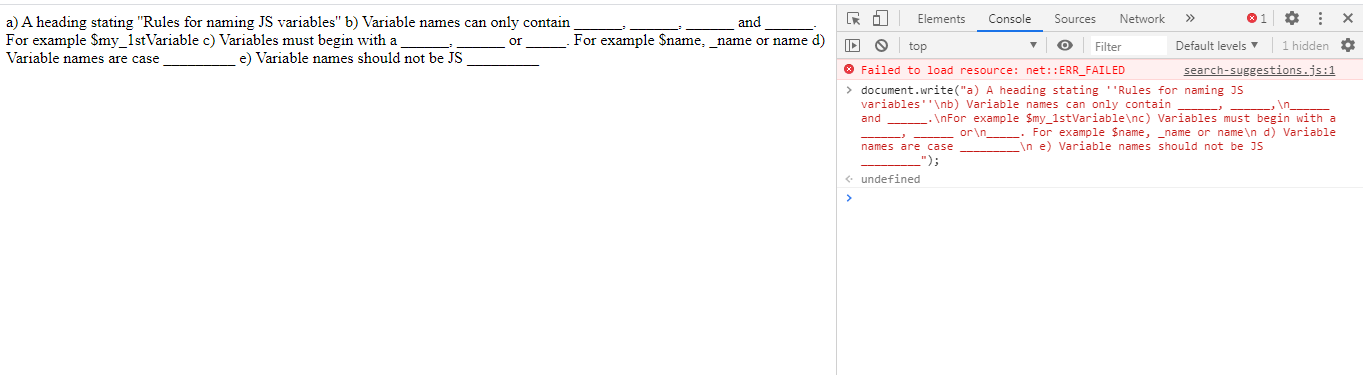 a) A heading stating "Rules for naming JS variables" b) Variable names can only contain ______, ______, ______ and ______.
For example $my_1stVariable c) Variables must begin with a ______, ______ or _____. For example $name, _name or name d)
Variable names are case _________ e) Variable names should not be JS _________
Elements Console Sources Network » 1
top ▼ Filter Default levels ▼ 1 hidden
Failed to load resource: net::ERR_FAILED search-suggestions.js:1
> document.write("a) A heading stating ''Rules for naming JS
variables''\nb) Variable names can only contain ______, ______,\n______
and ______.\nFor example $my_1stVariable\nc) Variables must begin with a
______, ______ or\n_____. For example $name, _name or name\n d) Variable
names are case _________\n e) Variable names should not be JS
_________");
undefined